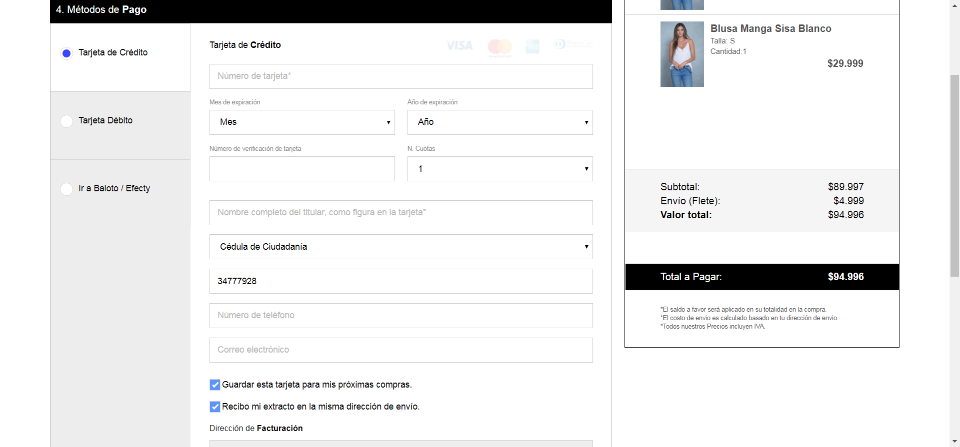 4. Métodos de Pago
Tarjeta de Crédito
Tarjeta Débito
Ir a Baloto / Efecty
Tarjeta de Crédito
VISA
Número de tarjeta*
Mes de expiración
Año de expiración
Mes
Año
Número de verificación de tarjeta
N. Cuotas
1
Nombre completo del titular, como figura en la tarjeta*
Cédula de Ciudadanía
34777928
Número de teléfono
Correo electrónico
Guardar esta tarjeta para mis próximas compras.
Recibo mi extracto en la misma dirección de envío.
Dirección de Facturación
Blusa Manga Sisa Blanco
Talla: S
Cantidad:1
$29.999
Subtotal: $89.997
Envío (Flete): $4.999
Valor total: $94.996
Total a Pagar: $94.996
*El saldo a favor será aplicado en su totalidad en la compra.
*El costo de envío es calculado basado en tu dirección de envío
*Todos nuestros Precios incluyen IVA.